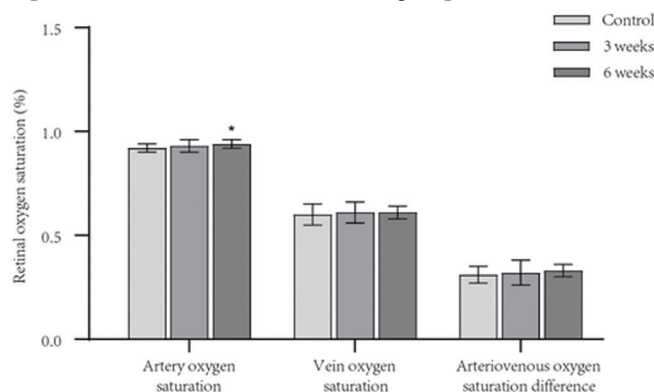 Control
3 weeks
6 weeks
Retinal oxygen saturation (%)
1.5
1.0
0.5
0.0
*
Artery oxygen
saturation
Vein oxygen
saturation
Arteriovenous oxygen
saturation difference